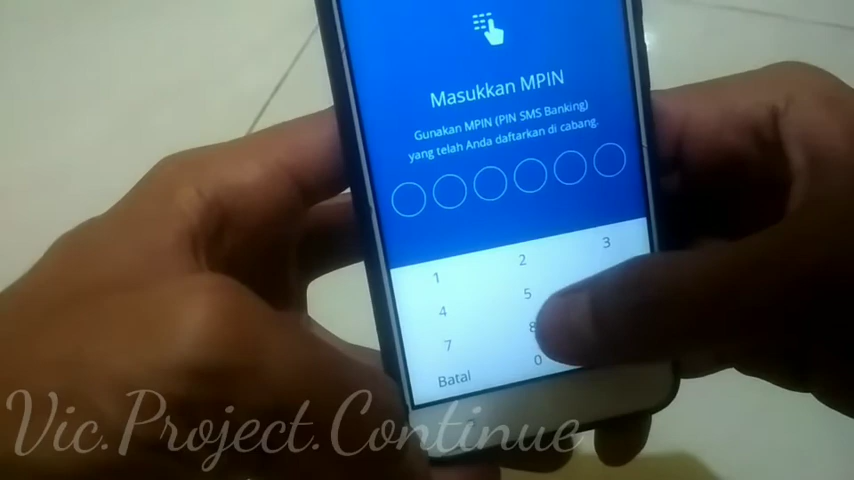 Masukkan MPIN
Gunakan MPIN (PIN SMS Banking)
yang telah Anda daftarkan di cabang.
1 2 3
4 5
7 8
Batal 0
Vic.Project.Continue